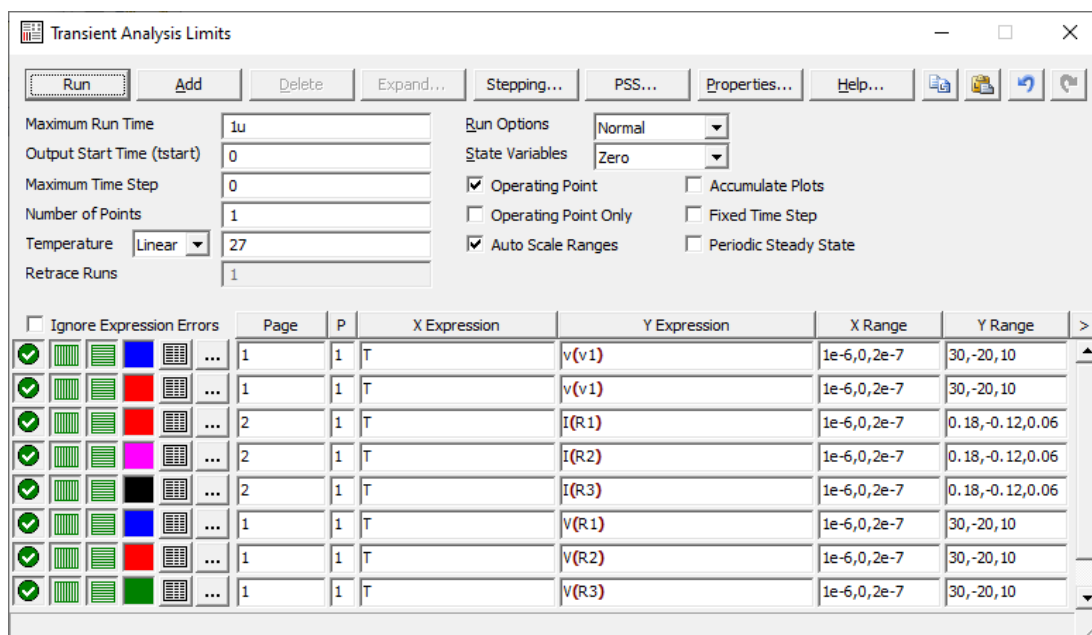 Transient Analysis Limits
Run Add Delete Expand... Stepping... PSS... Properties... Help...
Maximum Run Time 1u Run Options Normal
Output Start Time (tstart) 0 State Variables Zero
Maximum Time Step 0 Operating Point Accumulate Plots
Number of Points 1 Operating Point Only Fixed Time Step
Temperature Linear 27 Auto Scale Ranges Periodic Steady State
Retrace Runs 1
Ignore Expression Errors Page P X Expression Y Expression X Range Y Range >
... 1 1 T v(v1) 1e-6,0,2e-7 30,-20,10
... 1 1 T v(v1) 1e-6,0,2e-7 30,-20,10
... 2 1 T I(R1) 1e-6,0,2e-7 0.18,-0.12,0.06
... 2 1 T I(R2) 1e-6,0,2e-7 0.18,-0.12,0.06
... 2 1 T I(R3) 1e-6,0,2e-7 0.18,-0.12,0.06
... 1 1 T V(R1) 1e-6,0,2e-7 30,-20,10
... 1 1 T V(R2) 1e-6,0,2e-7 30,-20,10
... 1 1 T V(R3) 1e-6,0,2e-7 30,-20,10